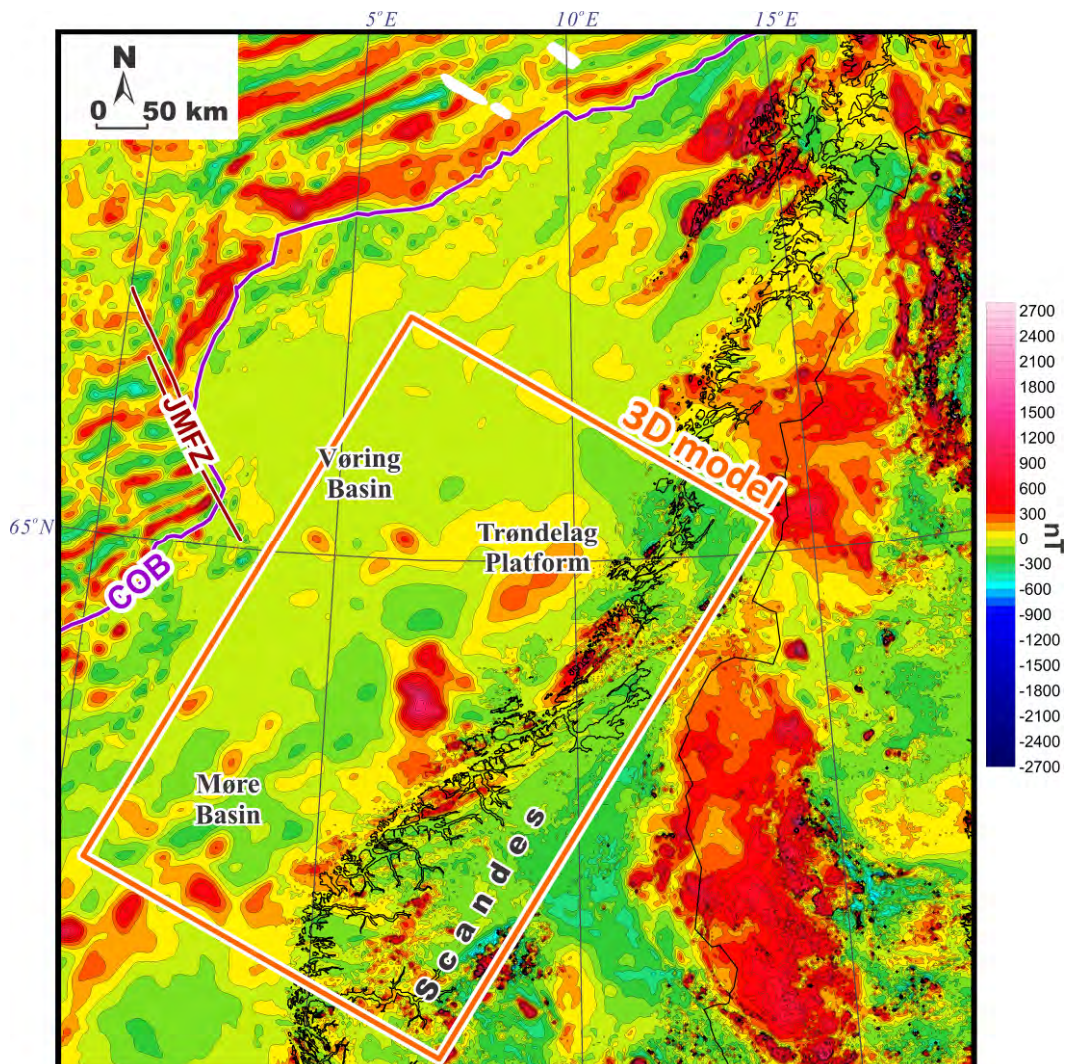 5°E 10°E 15°E
N
0 50 km
JMFZ
3D model
Vøring
Basin
65°N
Trøndelag
Platform
COB
Møre
Basin
Scandes
2700
2400
2100
1800
1500
1200
900
600
300
0
-300
-600
-900
-1200
-1500
-1800
-2100
-2400
-2700
nT